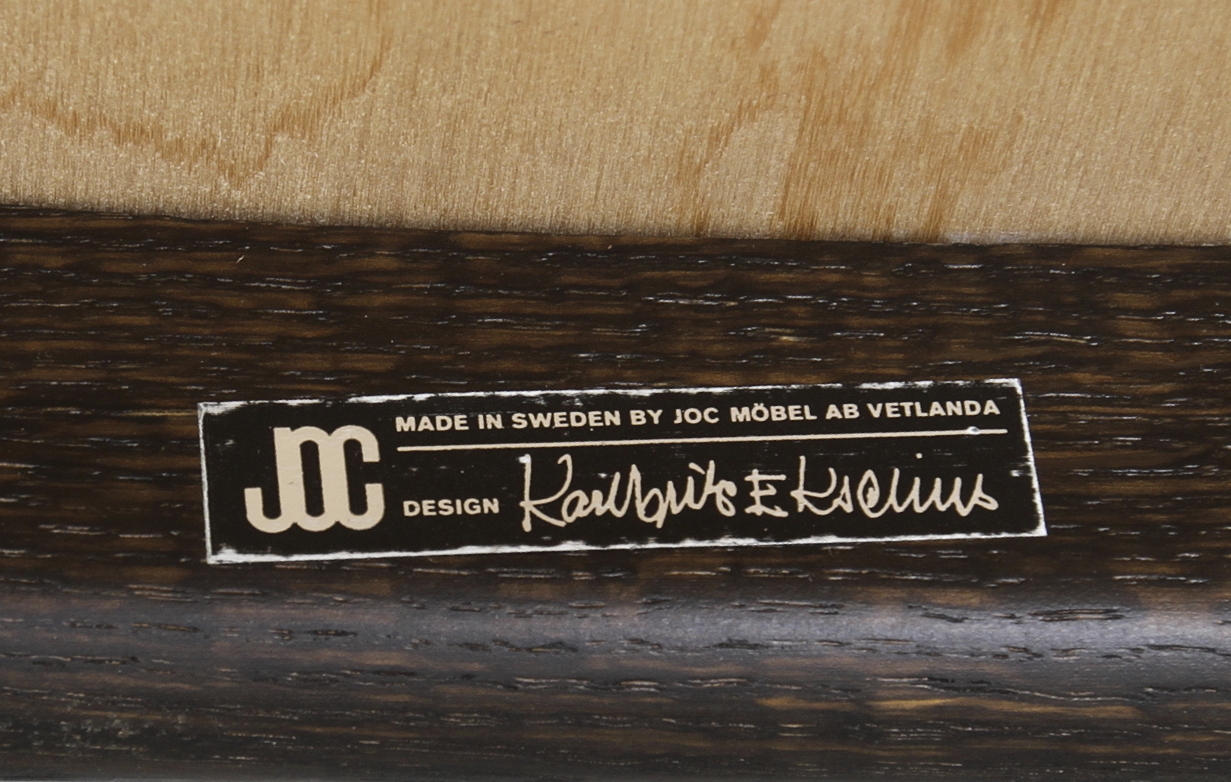 JOC
MADE IN SWEDEN BY JOC MÖBEL AB VETLANDA
DESIGN Karl Erik Ekselius